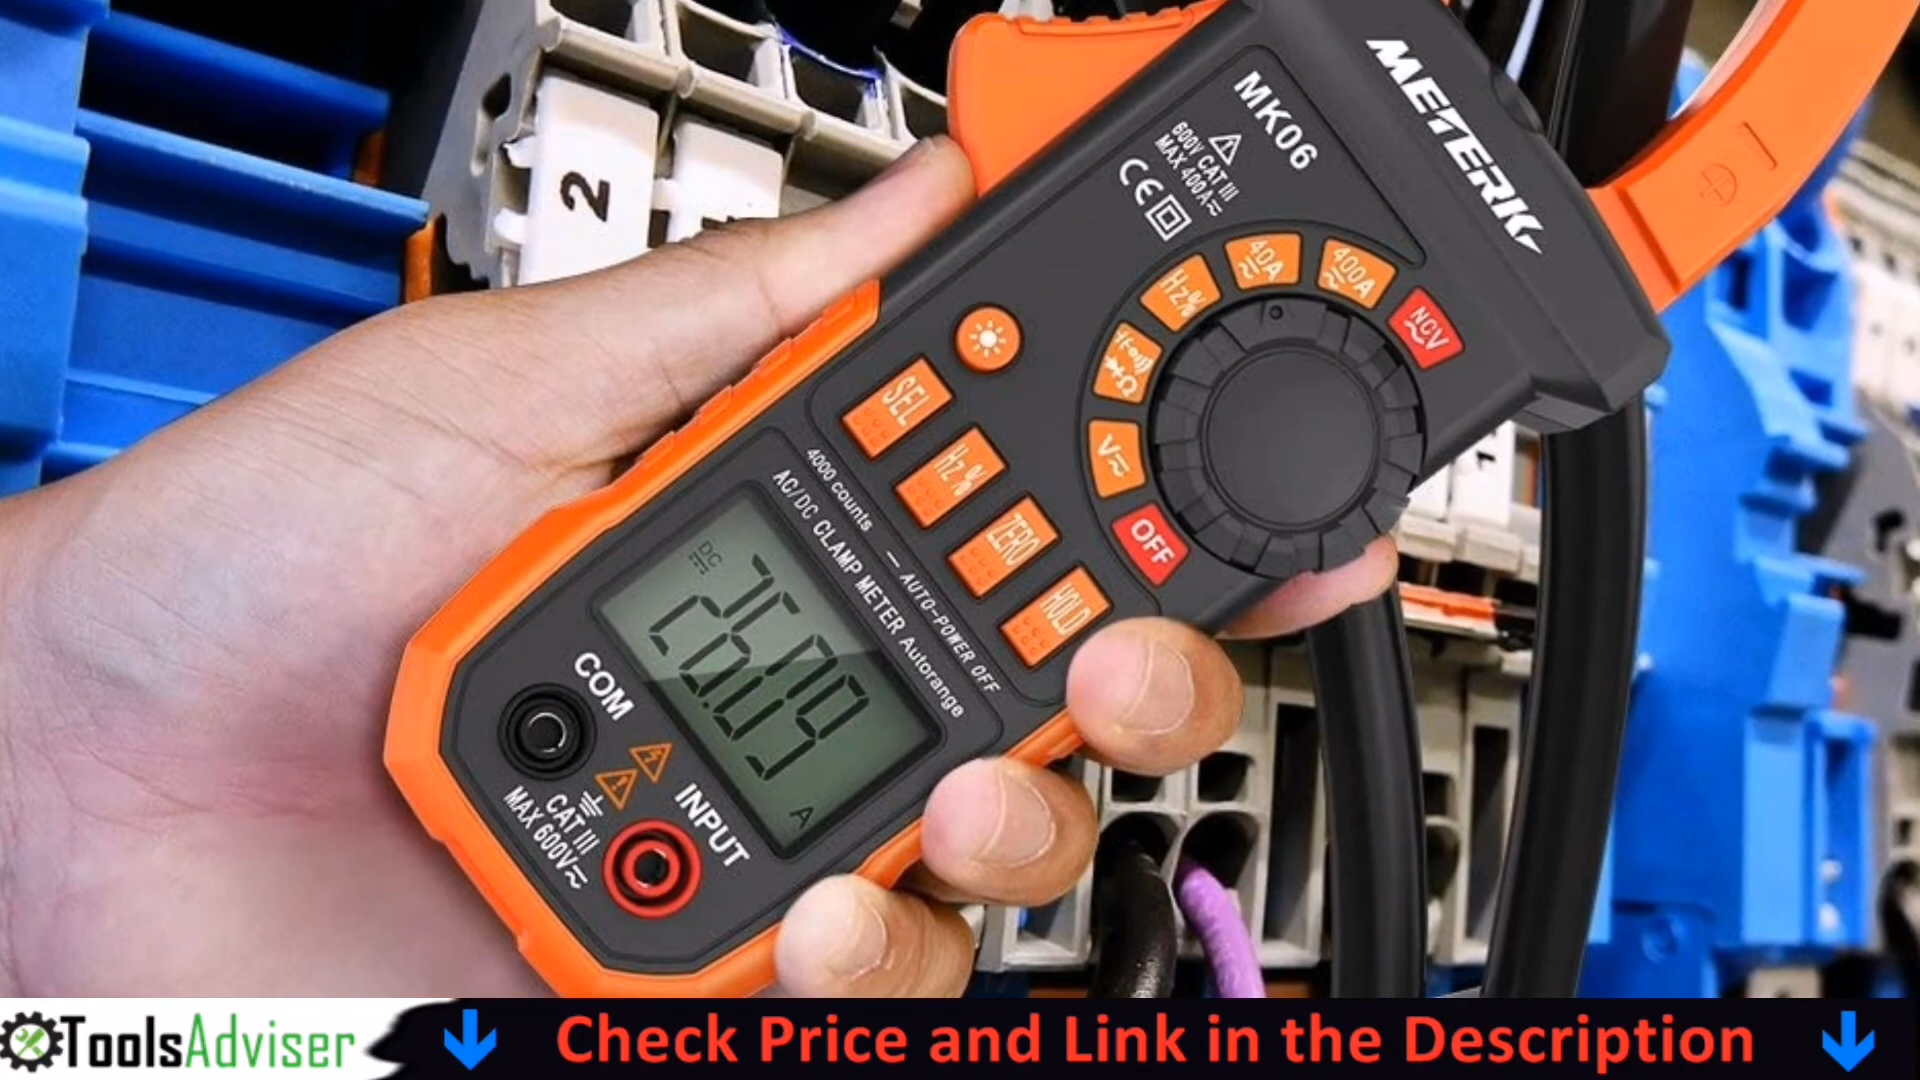 METERK
MK06
600V CAT III
MAX 400A
CE
NCV
400A
40A
Hz%
V
OFF
SEL
Hz %
ZERO
HOLD
4000 counts — AUTO-POWER OFF
AC/DC CLAMP METER Autorange
DC
26.09
A
COM
INPUT
CAT III
MAX 600V
2
1
ToolsAdviser
Check Price and Link in the Description